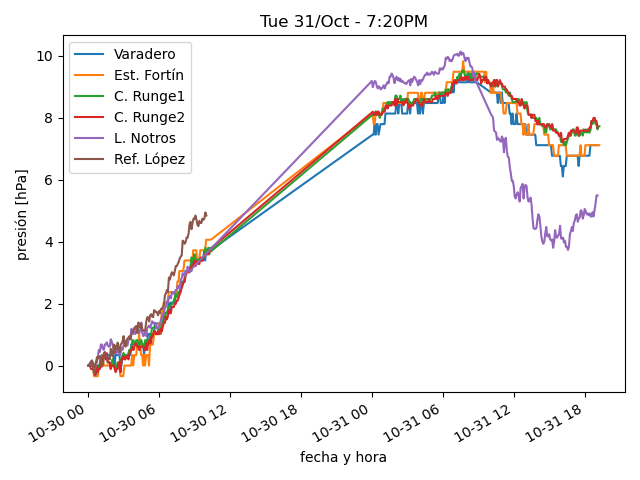 Tue 31/Oct - 7:20PM
Varadero
Est. Fortín
C. Runge1
C. Runge2
L. Notros
Ref. López
presión [hPa]
10
8
6
4
2
0
10-30 00
10-30 06
10-30 12
10-30 18
10-31 00
10-31 06
10-31 12
10-31 18
fecha y hora